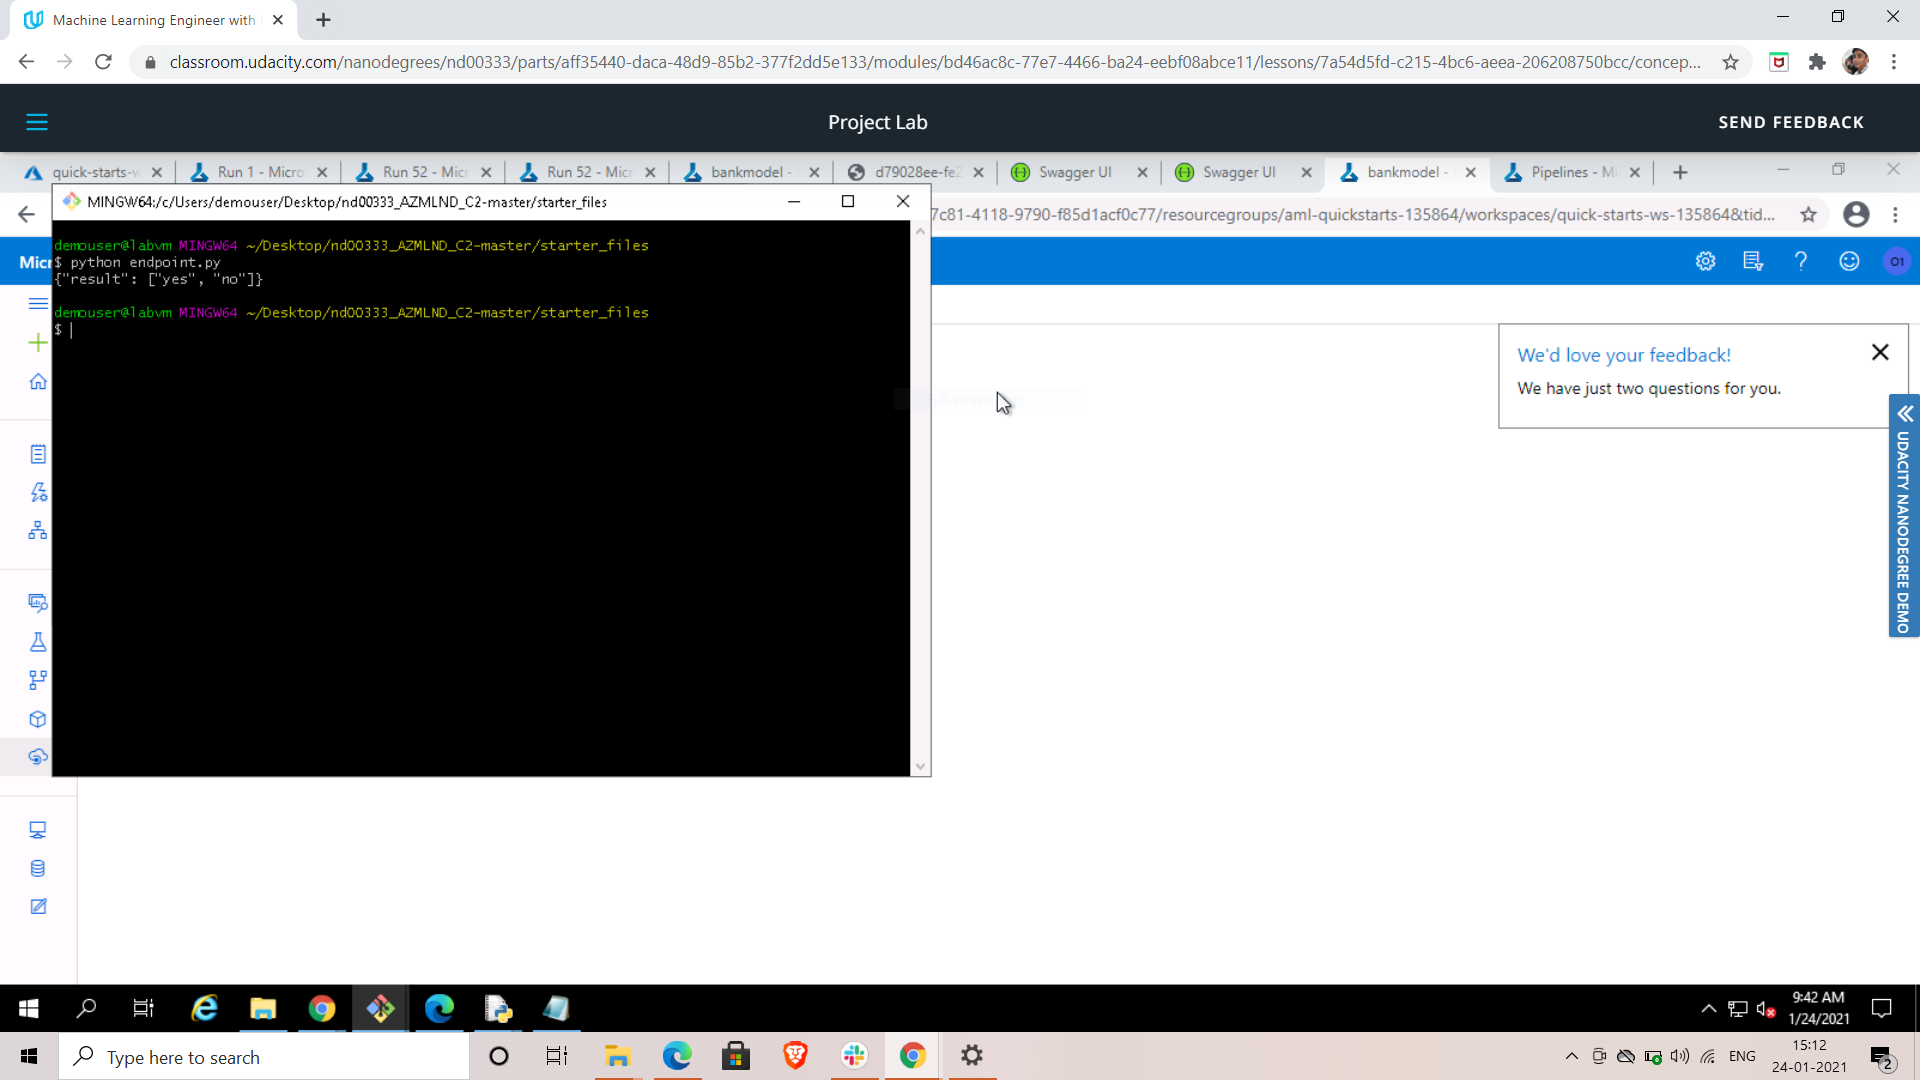 Machine Learning Engineer with
classroom.udacity.com/nanodegrees/nd00333/parts/aff35440-daca-48d9-85b2-377f2dd5e133/modules/bd46ac8c-77e7-4466-ba24-eebf08abce11/lessons/7a54d5fd-c215-4bc6-aeea-206208750bcc/concep...
Project Lab
SEND FEEDBACK
quick-starts-w
Run 1 - Micro
Run 52 - Micr
Run 52 - Micr
bankmodel -
d79028ee-fe2
Swagger UI
Swagger UI
bankmodel -
Pipelines - Mi
MINGW64:/c/Users/demouser/Desktop/nd00333_AZMLND_C2-master/starter_files
7c81-4118-9790-f85d1acf0c77/resourcegroups/aml-quickstarts-135864/workspaces/quick-starts-ws-135864&tid...
Micr
O1
demouser@labvm MINGW64 ~/Desktop/nd00333_AZMLND_C2-master/starter_files
$ python endpoint.py
{"result": ["yes", "no"]}
demouser@labvm MINGW64 ~/Desktop/nd00333_AZMLND_C2-master/starter_files
$
We'd love your feedback!
We have just two questions for you.
UDACITY NANODEGREE DEMO
9:42 AM
1/24/2021
Type here to search
ENG
15:12
24-01-2021
2